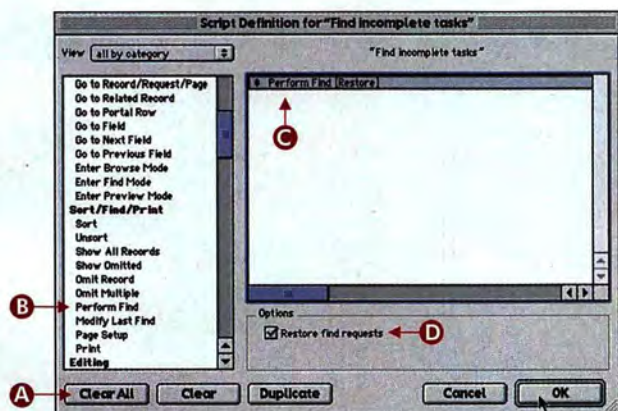 Script Definition for "Find incomplete tasks"
View all by category
"Find incomplete tasks"
Go to Record/Request/Page
Go to Related Record
Go to Portal Row
Go to Field
Go to Next Field
Go to Previous Field
Enter Browse Mode
Enter Find Mode
Enter Preview Mode
Sort/Find/Print
Sort
Unsort
Show All Records
Show Omitted
Omit Record
Omit Multiple
B Perform Find
Modify Last Find
Page Setup
Print
Editing
Perform Find [Restore]
C
Options
Restore find requests D
A Clear All Clear Duplicate Cancel OK